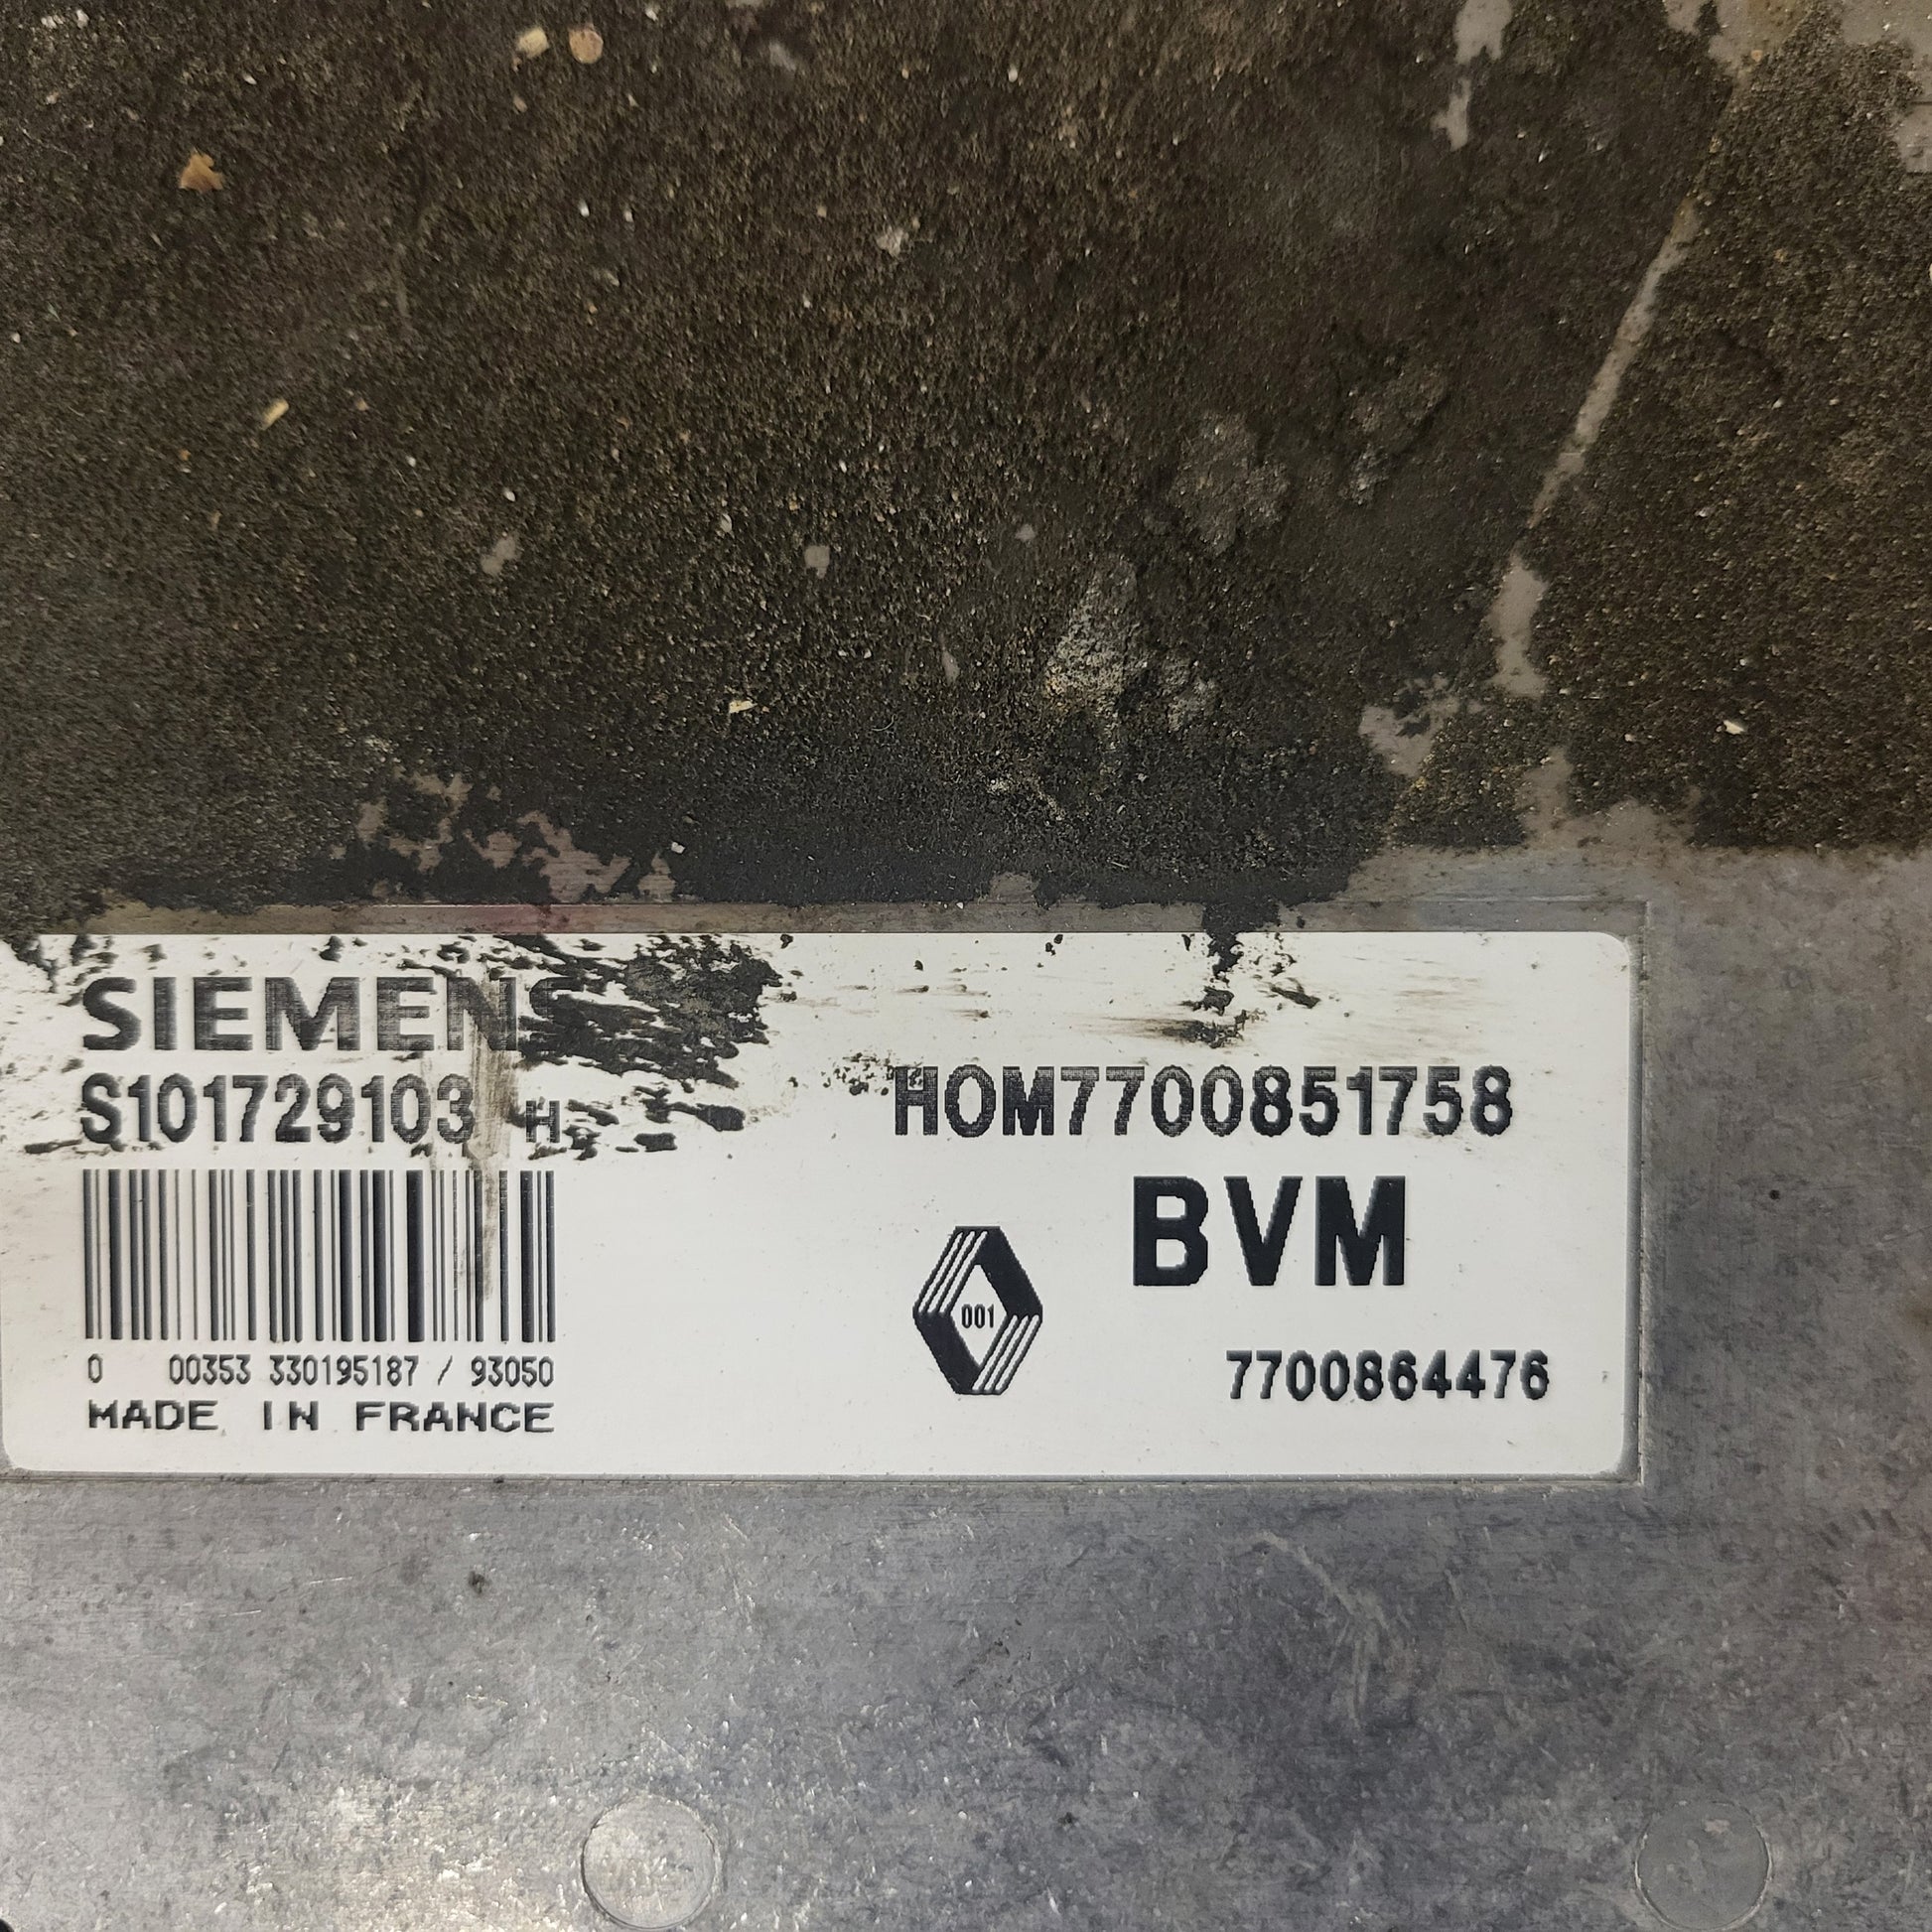 SIEMENS
S101729103 H
0 00353 330195187 / 93050
MADE IN FRANCE
HOM7700851758
BVM
001
7700864476